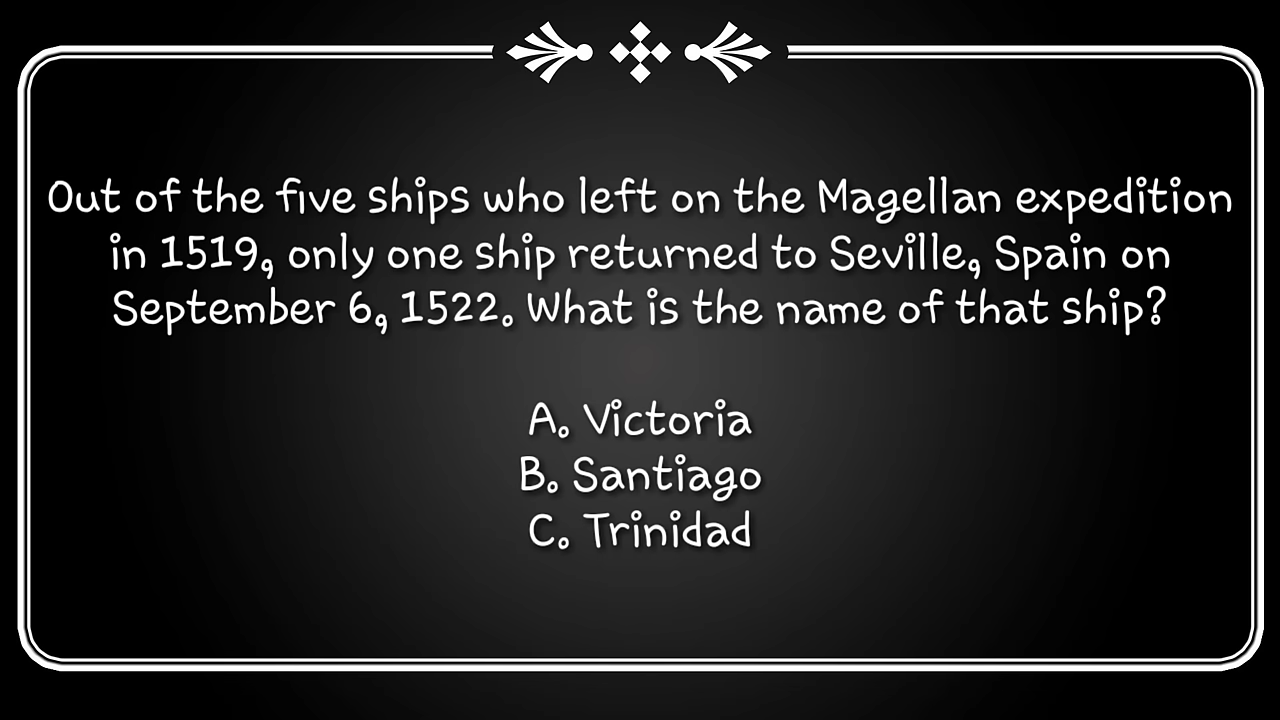 Out of the five ships who left on the Magellan expedition
in 1519, only one ship returned to Seville, Spain on
September 6, 1522. What is the name of that ship?
A. Victoria
B. Santiago
C. Trinidad